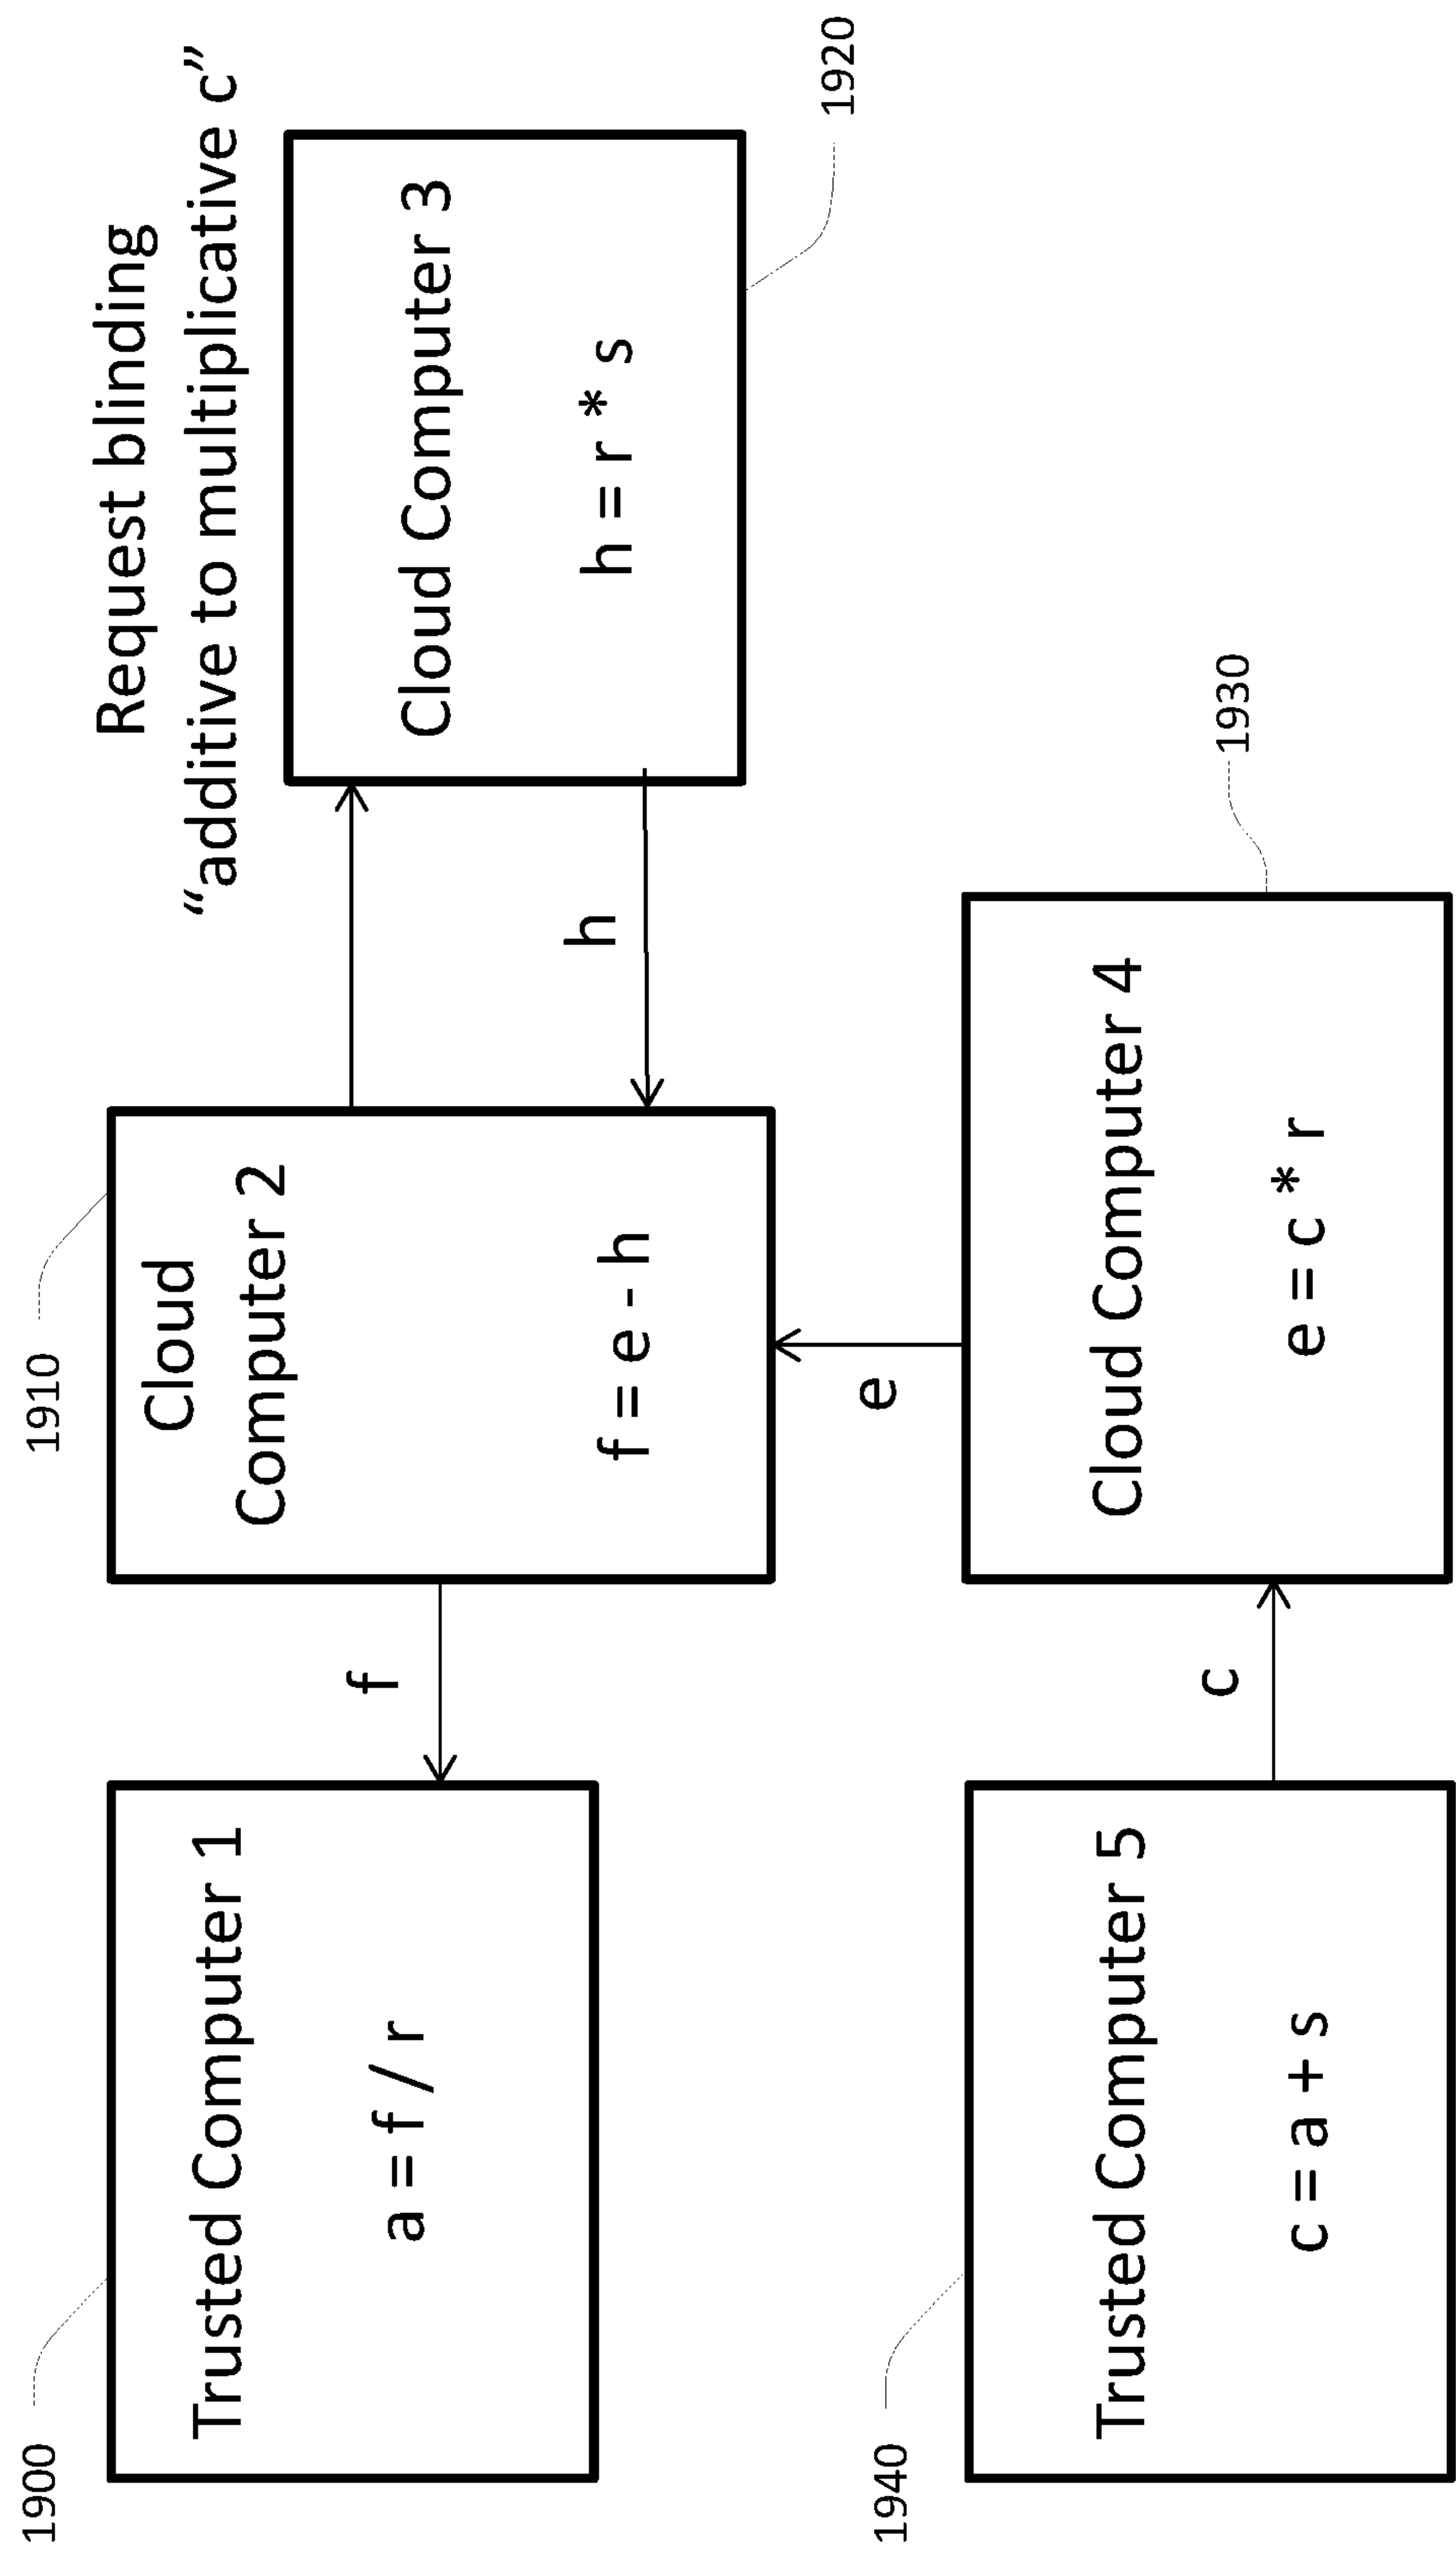 Request blinding
“additive to multiplicative c”
1900
Trusted Computer 1
a = f / r
f
1910
Cloud
Computer 2
f = e - h
h
Cloud Computer 3
h = r * s
1920
e
1940
Trusted Computer 5
c = a + s
c
Cloud Computer 4
e = c * r
1930